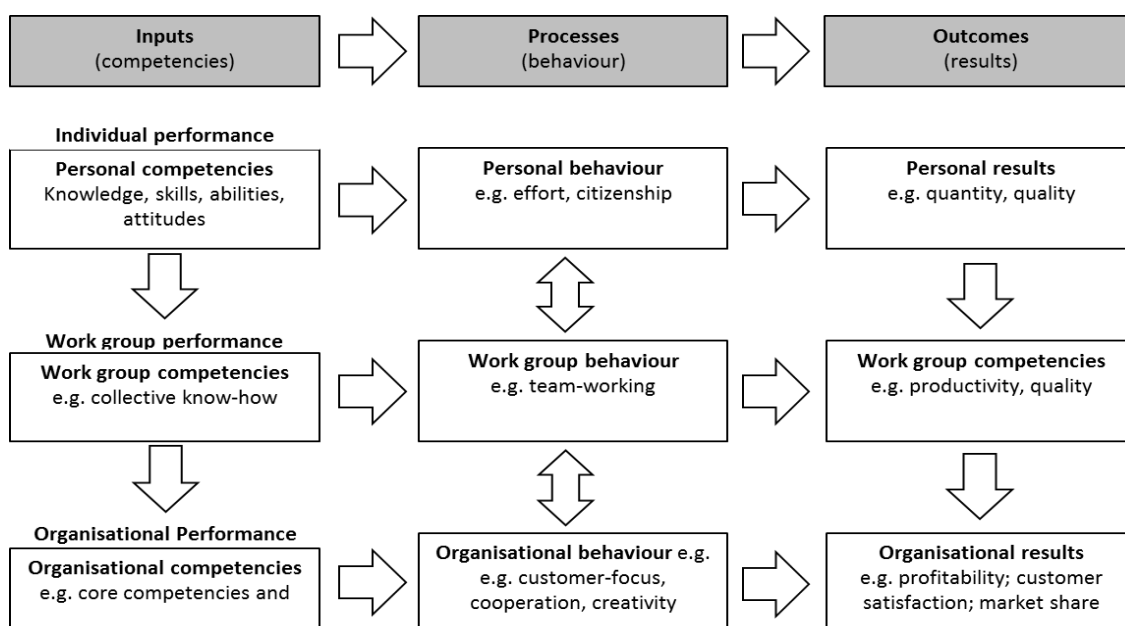 Inputs
(competencies)
Processes
(behaviour)
Outcomes
(results)
Individual performance
Personal competencies
Knowledge, skills, abilities,
attitudes
Personal behaviour
e.g. effort, citizenship
Personal results
e.g. quantity, quality
Work group performance
Work group competencies
e.g. collective know-how
Work group behaviour
e.g. team-working
Work group competencies
e.g. productivity, quality
Organisational Performance
Organisational competencies
e.g. core competencies and
Organisational behaviour e.g.
e.g. customer-focus,
cooperation, creativity
Organisational results
e.g. profitability; customer
satisfaction; market share